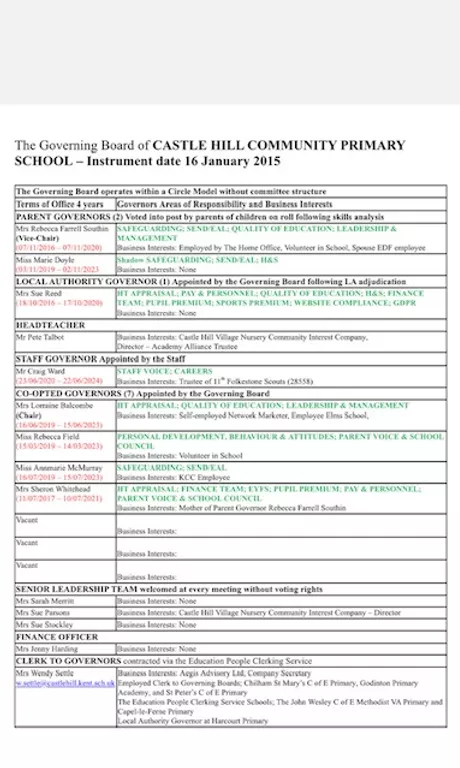 The Governing Board of CASTLE HILL COMMUNITY PRIMARY
SCHOOL – Instrument date 16 January 2015
The Governing Board operates within a Circle Model without committee structure
Terms of Office 4 years Governors Areas of Responsibility and Business Interests
PARENT GOVERNORS (2) Voted into post by parents of children on roll following skills analysis
Mrs Rebecca Farrell Southin
(Vice-Chair)
(07/11/2016 – 07/11/2020)
SAFEGUARDING; SEND/EAL; QUALITY OF EDUCATION; LEADERSHIP &
MANAGEMENT
Business Interests: Employed by The Home Office, Volunteer in School, Spouse EDF employee
Miss Marie Doyle
(03/11/2019 – 02/11/2023
Shadow SAFEGUARDING; SEND/EAL; H&S
Business Interests: None
LOCAL AUTHORITY GOVERNOR (1) Appointed by the Governing Board following LA adjudication
Mrs Sue Reed
(18/10/2016 – 17/10/2020)
HT APPRAISAL; PAY & PERSONNEL; QUALITY OF EDUCATION; H&S; FINANCE
TEAM; PUPIL PREMIUM; SPORTS PREMIUM; WEBSITE COMPLIANCE; GDPR
Business Interests: None
HEADTEACHER
Mr Pete Talbot
Business Interests: Castle Hill Village Nursery Community Interest Company,
Director – Academy Alliance Trustee
STAFF GOVERNOR Appointed by the Staff
Mr Craig Ward
(23/06/2020 – 22/06/2024)
STAFF VOICE; CAREERS
Business Interests: Trustee of 11th Folkestone Scouts (28558)
CO-OPTED GOVERNORS (7) Appointed by the Governing Board
Mrs Lorraine Balcombe
(Chair)
(16/06/2019 – 15/06/2023)
HT APPRAISAL; QUALITY OF EDUCATION; LEADERSHIP & MANAGEMENT
Business Interests: Self-employed Network Marketer, Employee Elms School,
Miss Rebecca Field
(15/03/2019 – 14/03/2023)
PERSONAL DEVELOPMENT, BEHAVIOUR & ATTITUDES; PARENT VOICE & SCHOOL
COUNCIL
Business Interests: Volunteer in School
Miss Annmarie McMurray
(16/07/2019 – 15/07/2023)
SAFEGUARDING; SEND/EAL
Business Interests: KCC Employee
Mrs Sharon Whitehead
(11/07/2017 – 10/07/2021)
HT APPRAISAL; FINANCE TEAM; EYFS; PUPIL PREMIUM; PAY & PERSONNEL;
PARENT VOICE & SCHOOL COUNCIL
Business Interests: Mother of Parent Governor Rebecca Farrell Southin
Vacant
Business Interests:
Vacant
Business Interests:
Vacant
Business Interests:
SENIOR LEADERSHIP TEAM welcomed at every meeting without voting rights
Mrs Sarah Merritt Business Interests: None
Mrs Sue Parsons Business Interests: Castle Hill Village Nursery Community Interest Company – Director
Mrs Sue Stockley Business Interests: None
FINANCE OFFICER
Mrs Jenny Harding Business Interests: None
CLERK TO GOVERNORS contracted via the Education People Clerking Service
Mrs Wendy Settle
w.settle@castlehill.kent.sch.uk
Business Interests: Aegis Advisory Ltd, Company Secretary
Employed Clerk to Governing Boards; Chilham St Mary's C of E Primary, Godinton Primary
Academy, and St Peter's C of E Primary
The Education People Clerking Service Schools; The John Wesley C of E Methodist VA Primary and
Capel-le-Ferne Primary
Local Authority Governor at Harcourt Primary